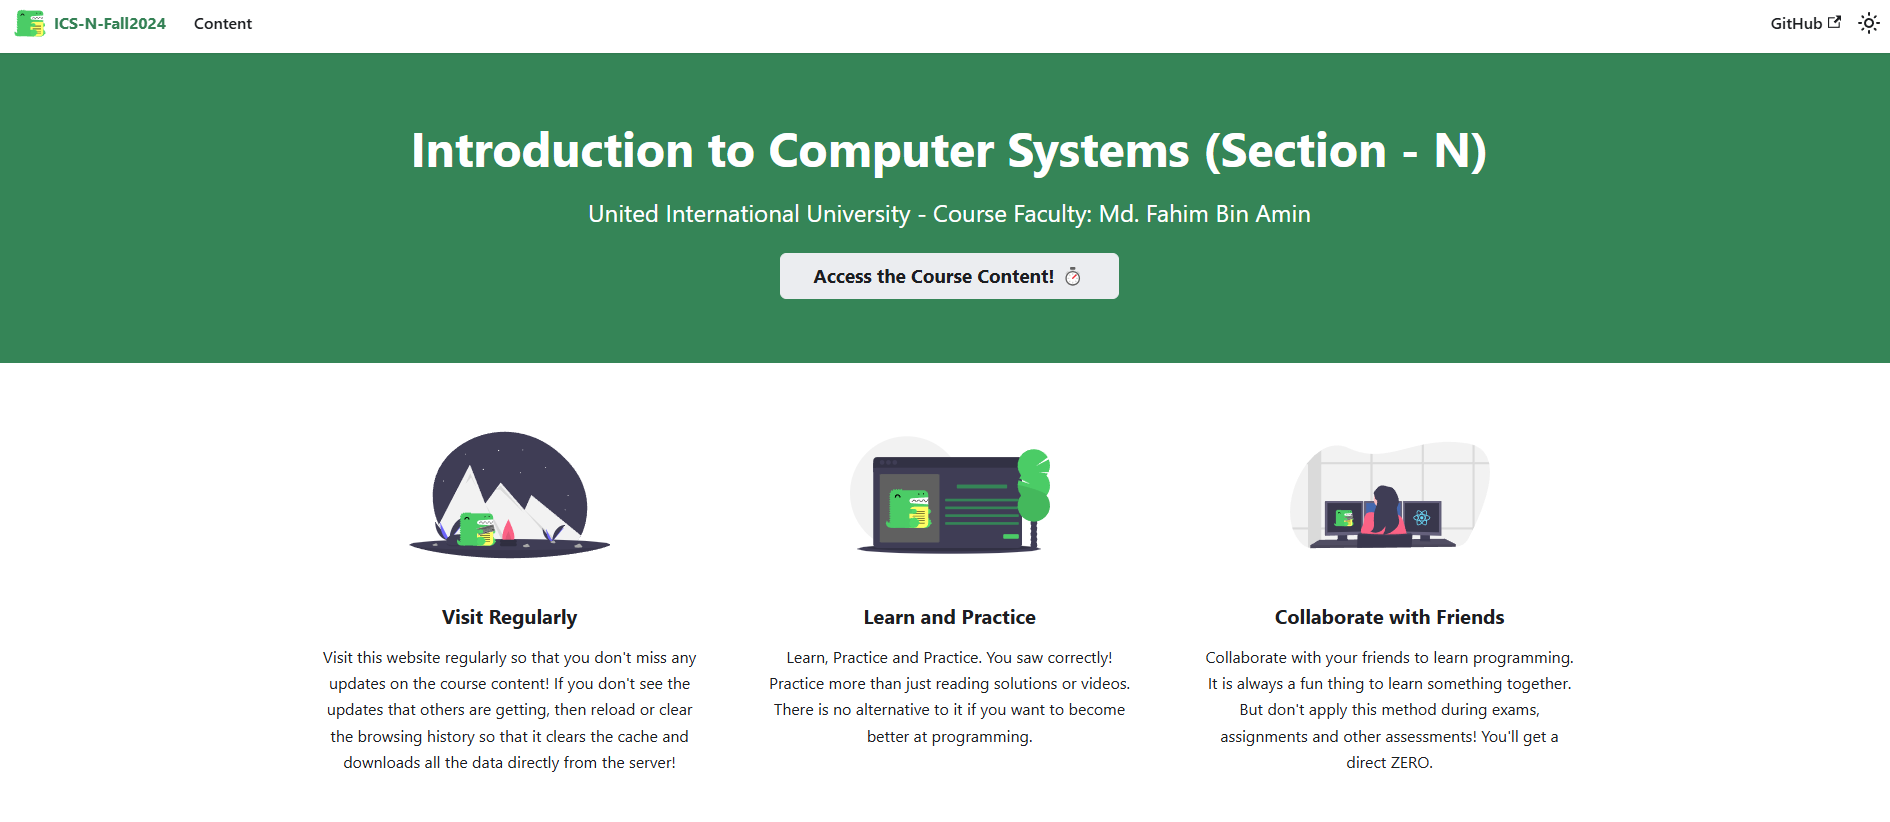 ICS-N-Fall2024
Content
GitHub
Introduction to Computer Systems (Section - N)
United International University - Course Faculty: Md. Fahim Bin Amin
Access the Course Content! ⏱️
Visit Regularly
Visit this website regularly so that you don't miss any
updates on the course content! If you don't see the
updates that others are getting, then reload or clear
the browsing history so that it clears the cache and
downloads all the data directly from the server!
Learn and Practice
Learn, Practice and Practice. You saw correctly!
Practice more than just reading solutions or videos.
There is no alternative to it if you want to become
better at programming.
Collaborate with Friends
Collaborate with your friends to learn programming.
It is always a fun thing to learn something together.
But don't apply this method during exams,
assignments and other assessments! You'll get a
direct ZERO.